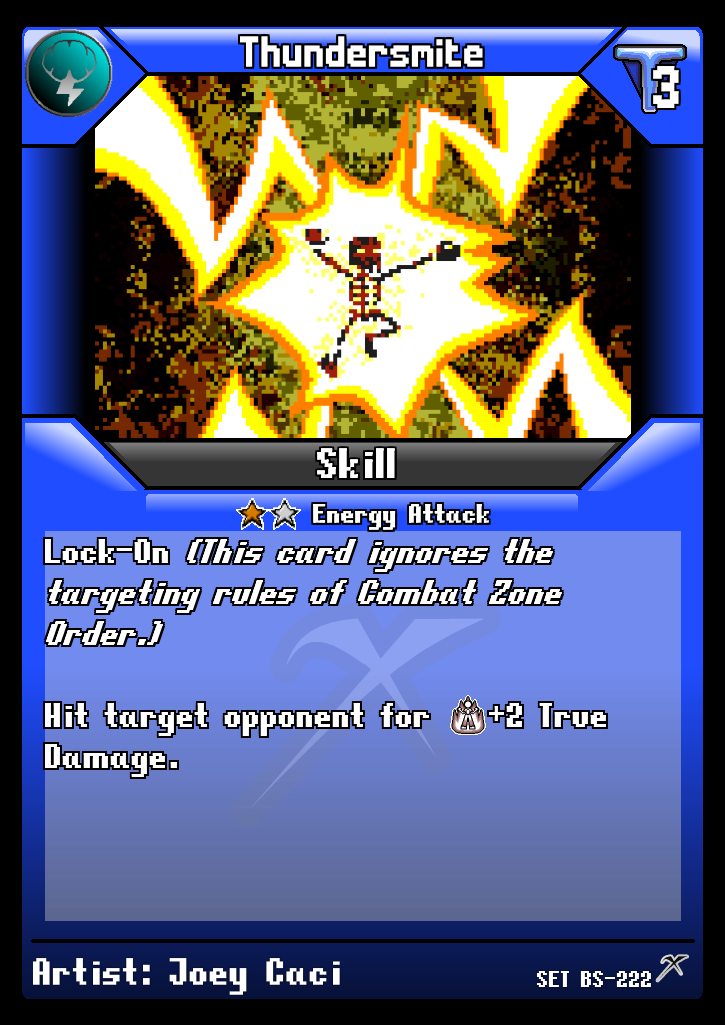 Thundersmite
3
Skill
Energy Attack
Lock-On (This card ignores the
targeting rules of Combat Zone
Order.)
Hit target opponent for +2 True
Damage.
Artist: Joey Caci
SET BS-222